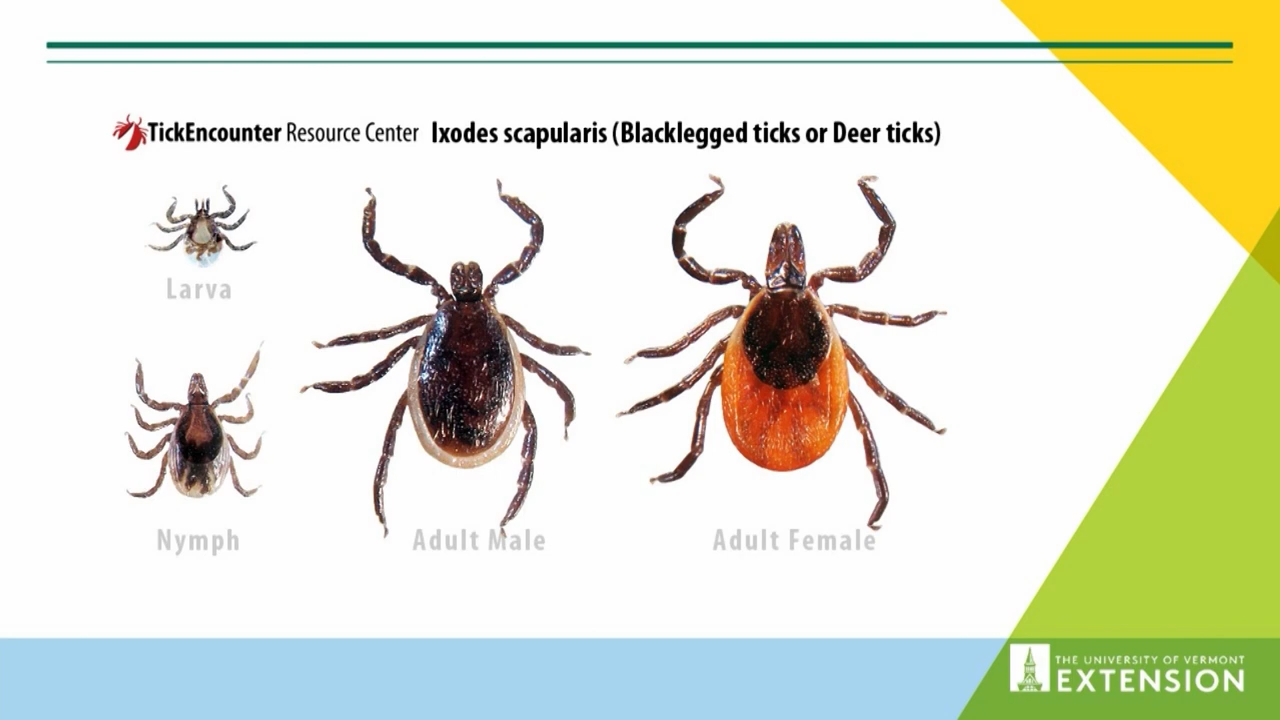 TickEncounter Resource Center Ixodes scapularis (Blacklegged ticks or Deer ticks)
Larva
Nymph
Adult Male
Adult Female
THE UNIVERSITY OF VERMONT
EXTENSION